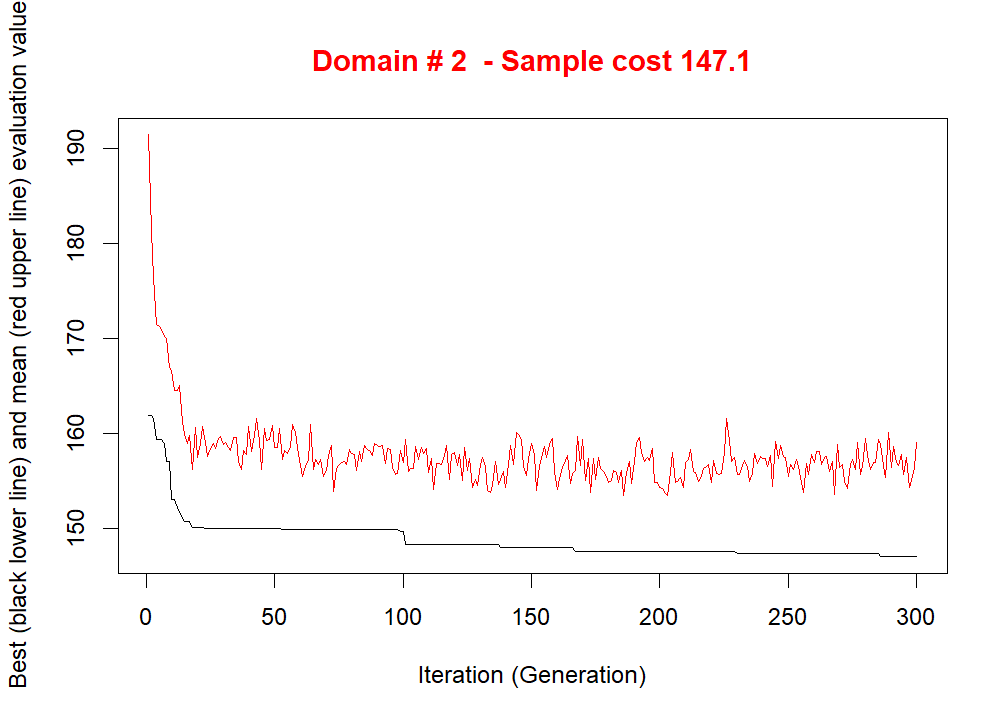 Domain # 2  - Sample cost 147.1
Best (black lower line) and mean (red upper line) evaluation value
190
180
170
160
150
0 50 100 150 200 250 300
Iteration (Generation)